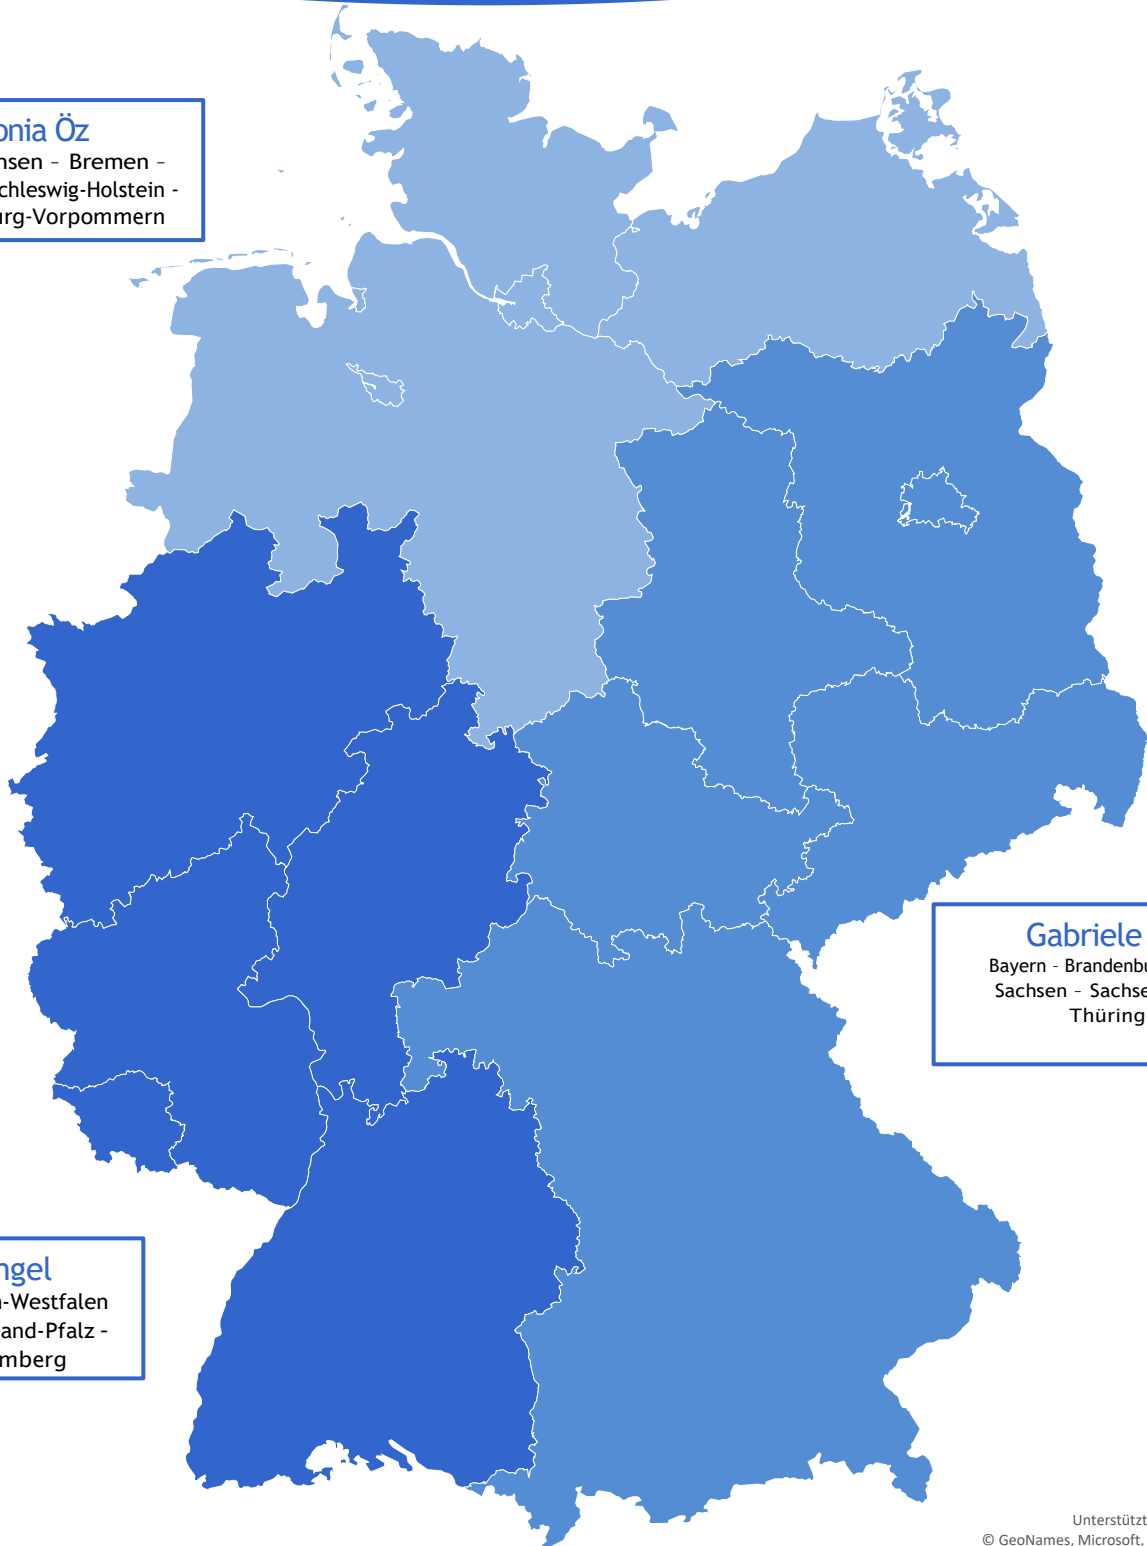 onia Öz
nsen – Bremen –
chleswig-Holstein -
urg-Vorpommern
Gabriele
Bayern - Brandenbu
Sachsen – Sachse
Thüring
ngel
n-Westfalen
land-Pfalz -
mberg
Unterstützt
© GeoNames, Microsoft,